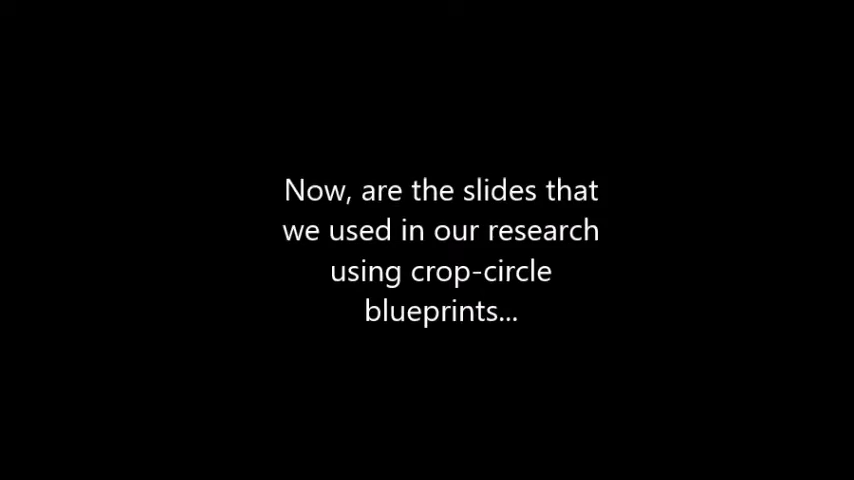 Now, are the slides that
we used in our research
using crop-circle
blueprints...